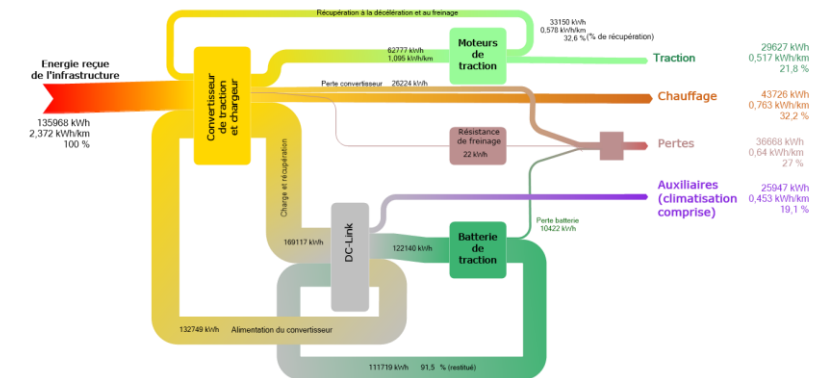 Récupération à la décélération et au freinage
33150 kWh
0,578 kWh/km
32,6 % (% de récupération)
Energie reçue
de l'infrastructure
135968 kWh
2,372 kWh/km
100 %
Convertisseur
de traction
et chargeur
62777 kWh
1,095 kWh/km
Moteurs
de
traction
Traction
29627 kWh
0,517 kWh/km
21,8 %
Perte convertisseur 26224 kWh
Chauffage
43726 kWh
0,763 kWh/km
32,2 %
Résistance
de freinage
22 kWh
Pertes
36668 kWh
0,64 kWh/km
27 %
Charge et récupération
Auxiliaires
(climatisation
comprise)
25947 kWh
0,453 kWh/km
19,1 %
169117 kWh
DC-Link
122140 kWh
Batterie
de
traction
Perte batterie
10422 kWh
132749 kWh Alimentation du convertisseur
111719 kWh 91,5 % (restitué)